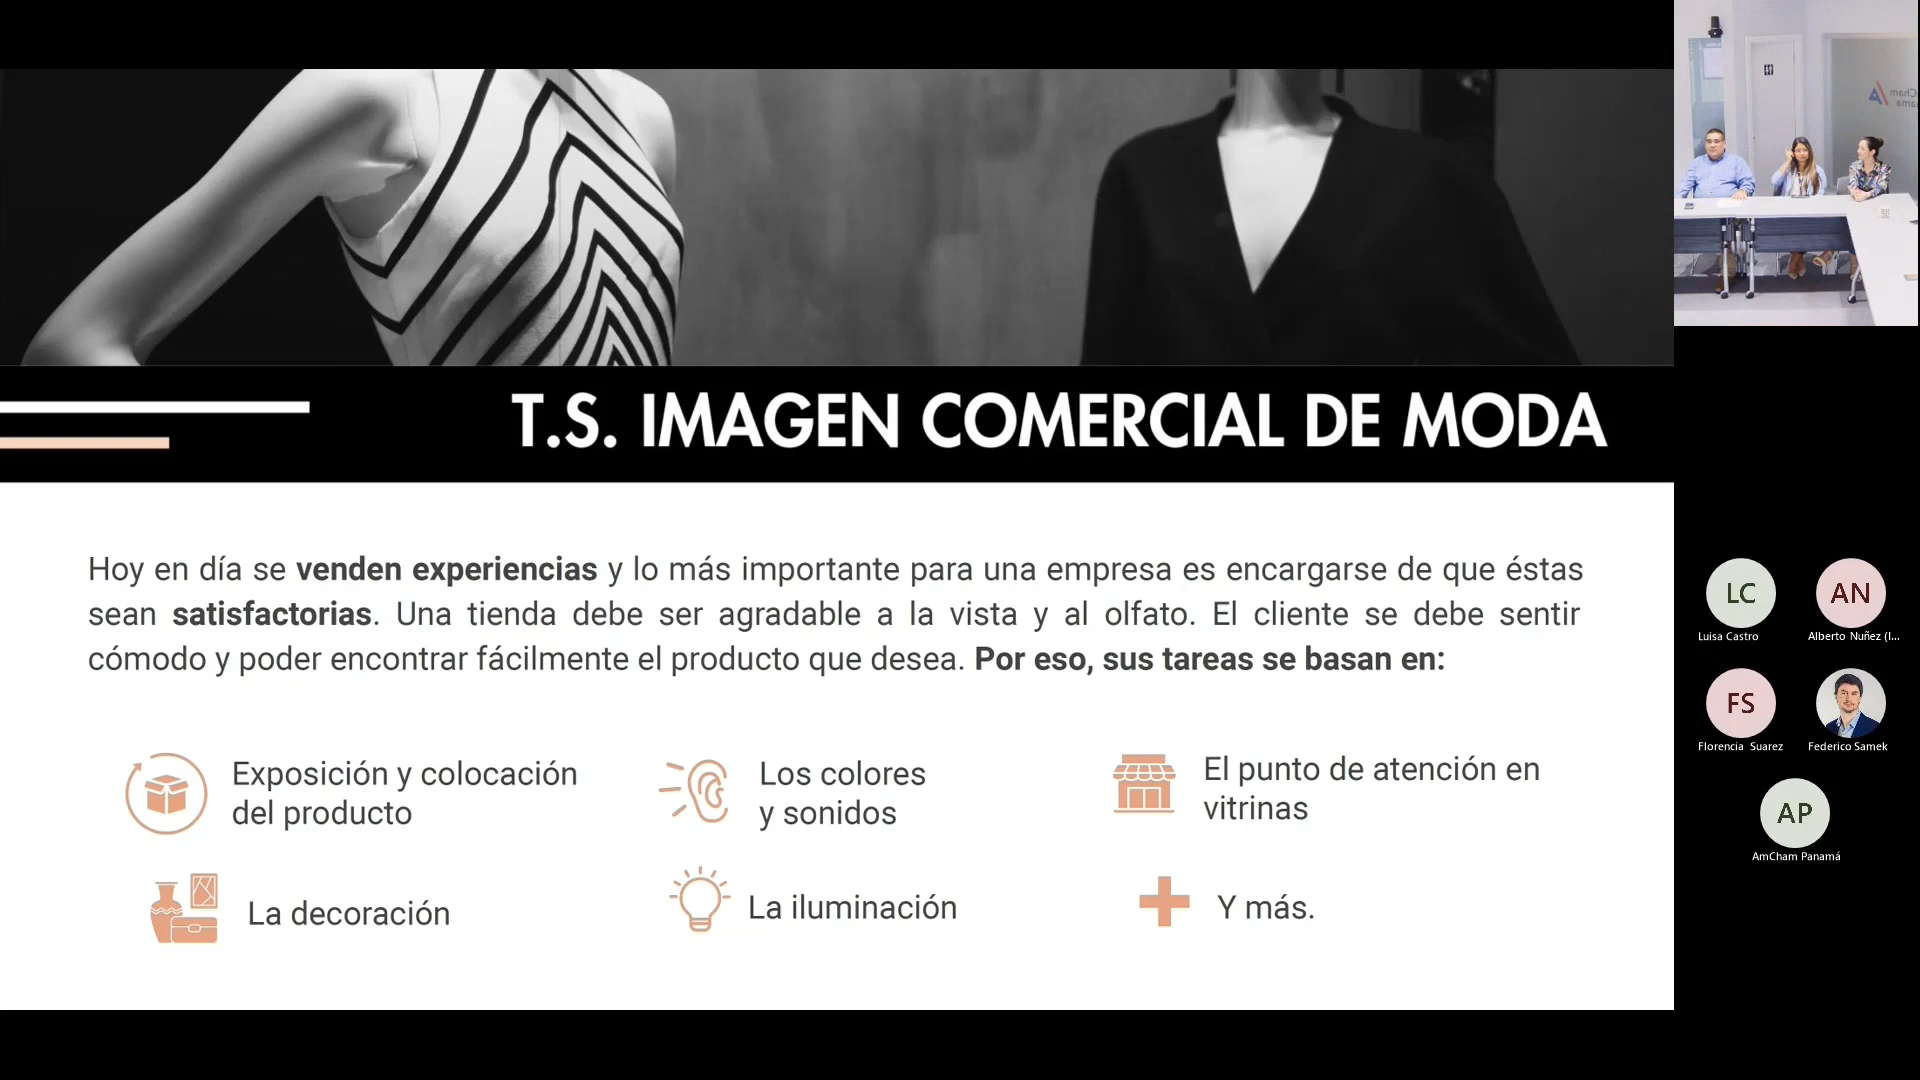 T.S. IMAGEN COMERCIAL DE MODA
Hoy en día se venden experiencias y lo más importante para una empresa es encargarse de que éstas
sean satisfactorias. Una tienda debe ser agradable a la vista y al olfato. El cliente se debe sentir
cómodo y poder encontrar fácilmente el producto que desea. Por eso, sus tareas se basan en:
Exposición y colocación
del producto
Los colores
y sonidos
El punto de atención en
vitrinas
La decoración
La iluminación
Y más.
Cham
ama
LC
Luisa Castro
AN
Alberto Nuñez (I...
FS
Florencia Suarez
Federico Samek
AP
AmCham Panamá